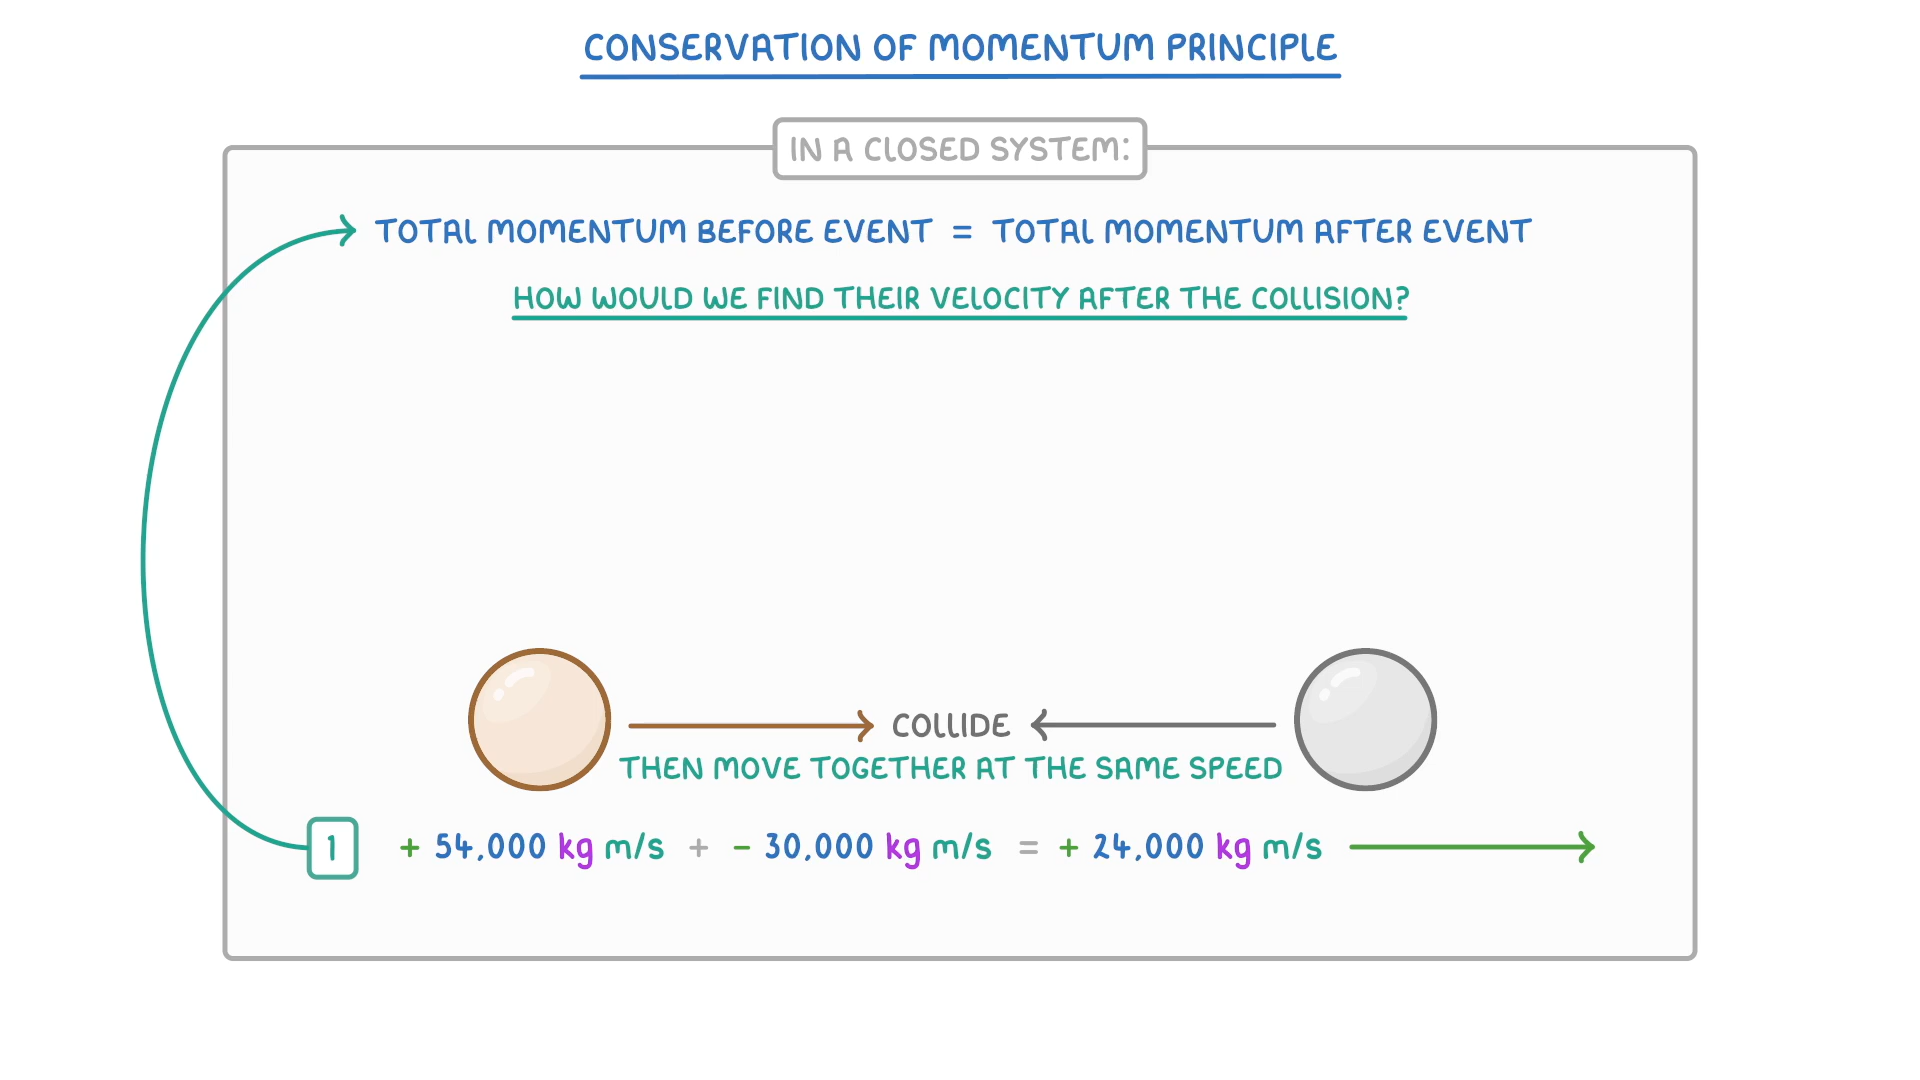 CONSERVATION OF MOMENTUM PRINCIPLE
IN A CLOSED SYSTEM:
TOTAL MOMENTUM BEFORE EVENT = TOTAL MOMENTUM AFTER EVENT
HOW WOULD WE FIND THEIR VELOCITY AFTER THE COLLISION?
COLLIDE
THEN MOVE TOGETHER AT THE SAME SPEED
1 + 54,000 kg m/s + - 30,000 kg m/s = + 24,000 kg m/s